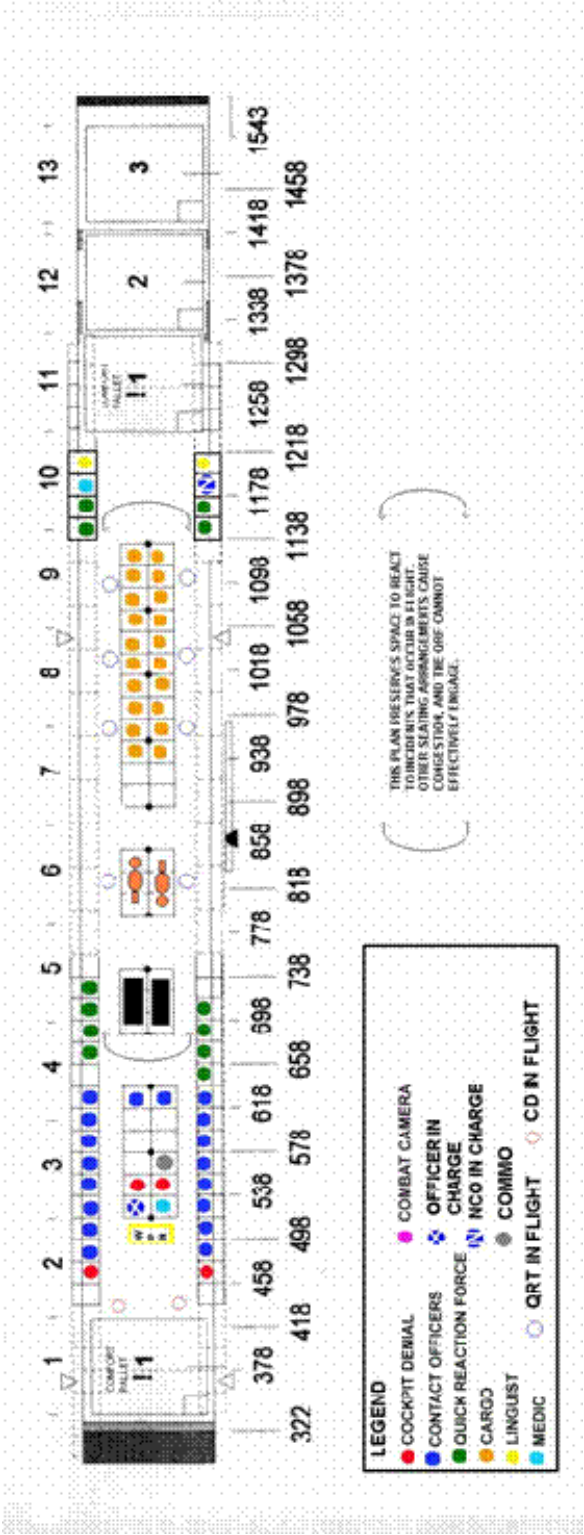 1 2 3 4 5 6 7 8 9 10 11 12 13
COMFORT
PALLET
!1
W
P
N
N
COMFORT
PALLET
!1
2
3
322 378 418 458 498 538 578 618 658 698 738 778 818 858 898 938 978 1018 1058 1098 1138 1178 1218 1258 1298 1338 1378 1418 1458 1543
THIS PLAN PRESERVES SPACE TO REACT
TO INCIDENTS THAT OCCUR IN FLIGHT.
OTHER SEATING ARRANGEMENTS CAUSE
CONGESTION, AND THE QRF CANNOT
EFFECTIVELY ENGAGE.
LEGEND
COCKPIT DENIAL
CONTACT OFFICERS
QUICK REACTION FORCE
CARGO
LINGUIST
MEDIC
COMBAT CAMERA
OFFICER IN
CHARGE
N NCO IN CHARGE
COMMO
QRT IN FLIGHT
CD IN FLIGHT